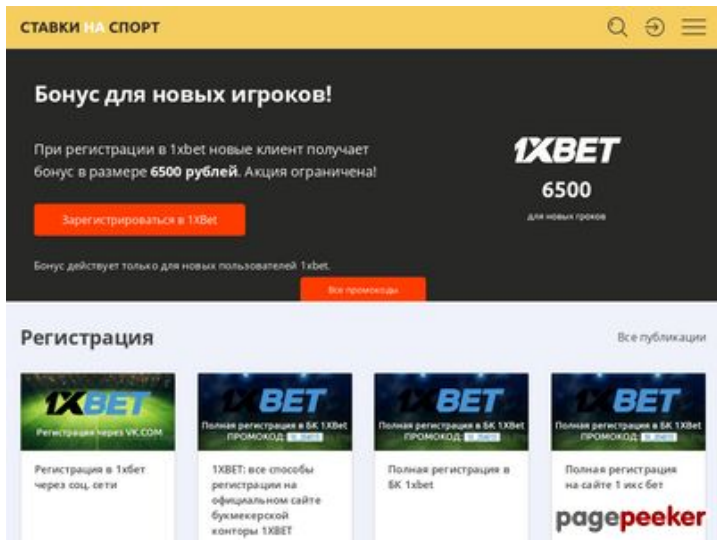 СТАВКИ НА СПОРТ
Бонус для новых игроков!
При регистрации в 1xbet новые клиент получает
бонус в размере 6500 рублей. Акция ограничена!
Зарегистрироваться в 1XBet
Бонус действует только для новых пользователей 1xbet.
1XBET
6500
для новых гроков
Все промокоды
Регистрация
Все публикации
1XBET
Регистрация через VK.COM
Регистрация в 1хбет
через соц. сети
1XBET
Полная регистрация в БК 1XBet
ПРОМОКОД:
1XBET: все способы
регистрации на
официальном сайте
букмекерской
конторы 1XBET
1XBET
Полная регистрация в БК 1XBet
ПРОМОКОД:
Полная регистрация в
БК 1xbet
1XBET
Полная регистрация в БК 1XBet
ПРОМОКОД:
Полная регистрация
на сайте 1 икс бет
pagepeeker